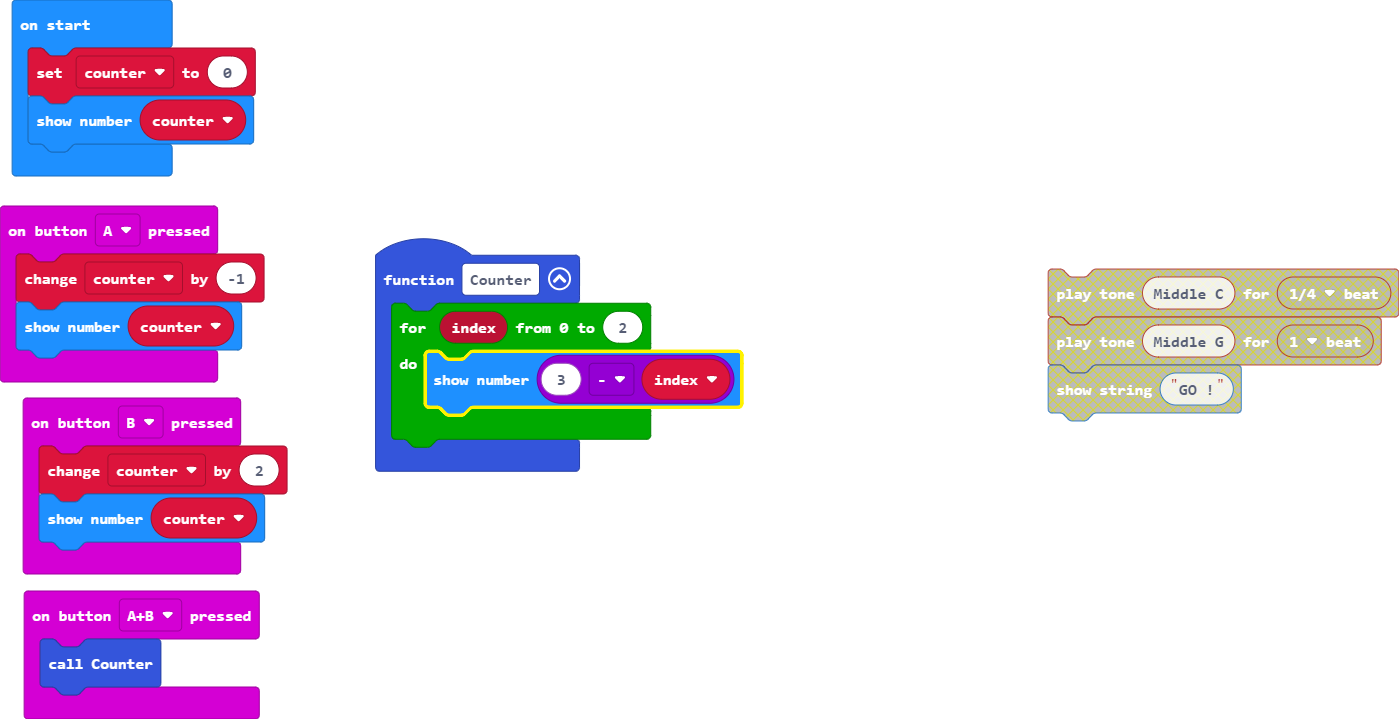 on start
set counter to 0
show number counter
on button A pressed
change counter by -1
show number counter
on button B pressed
change counter by 2
show number counter
on button A+B pressed
call Counter
function Counter
for index from 0 to 2
do show number 3 - index
play tone Middle C for 1/4 beat
play tone Middle G for 1 beat
show string "GO !"